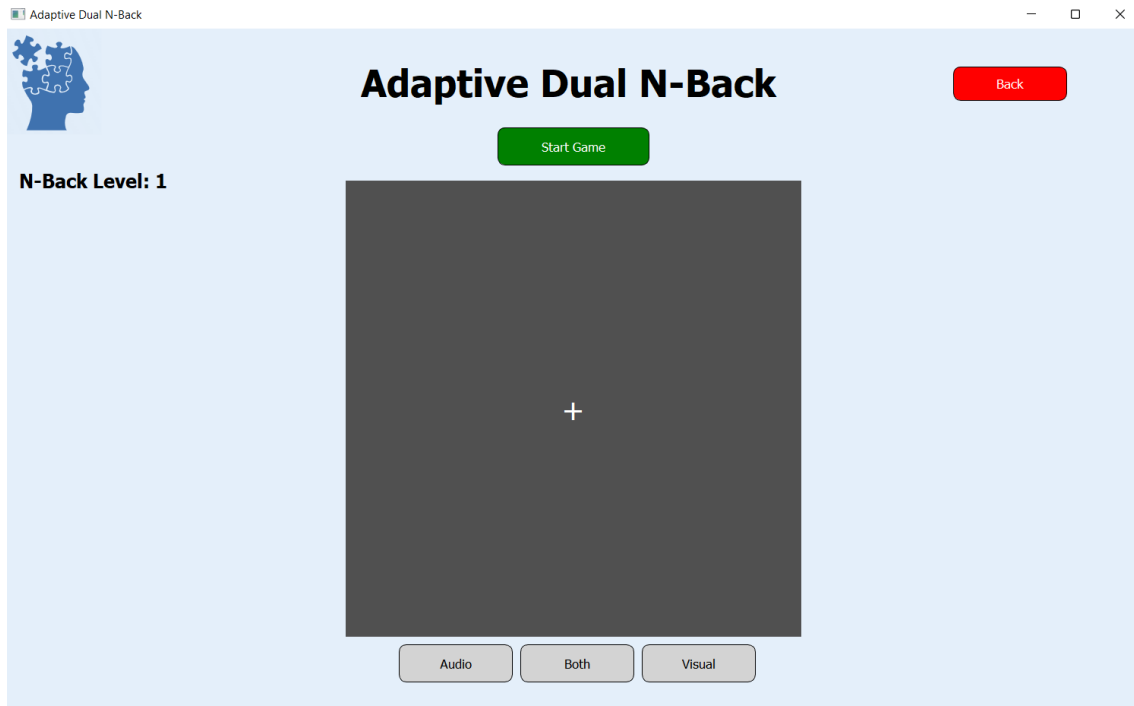 Adaptive Dual N-Back
Adaptive Dual N-Back
Back
Start Game
N-Back Level: 1
+
Audio
Both
Visual